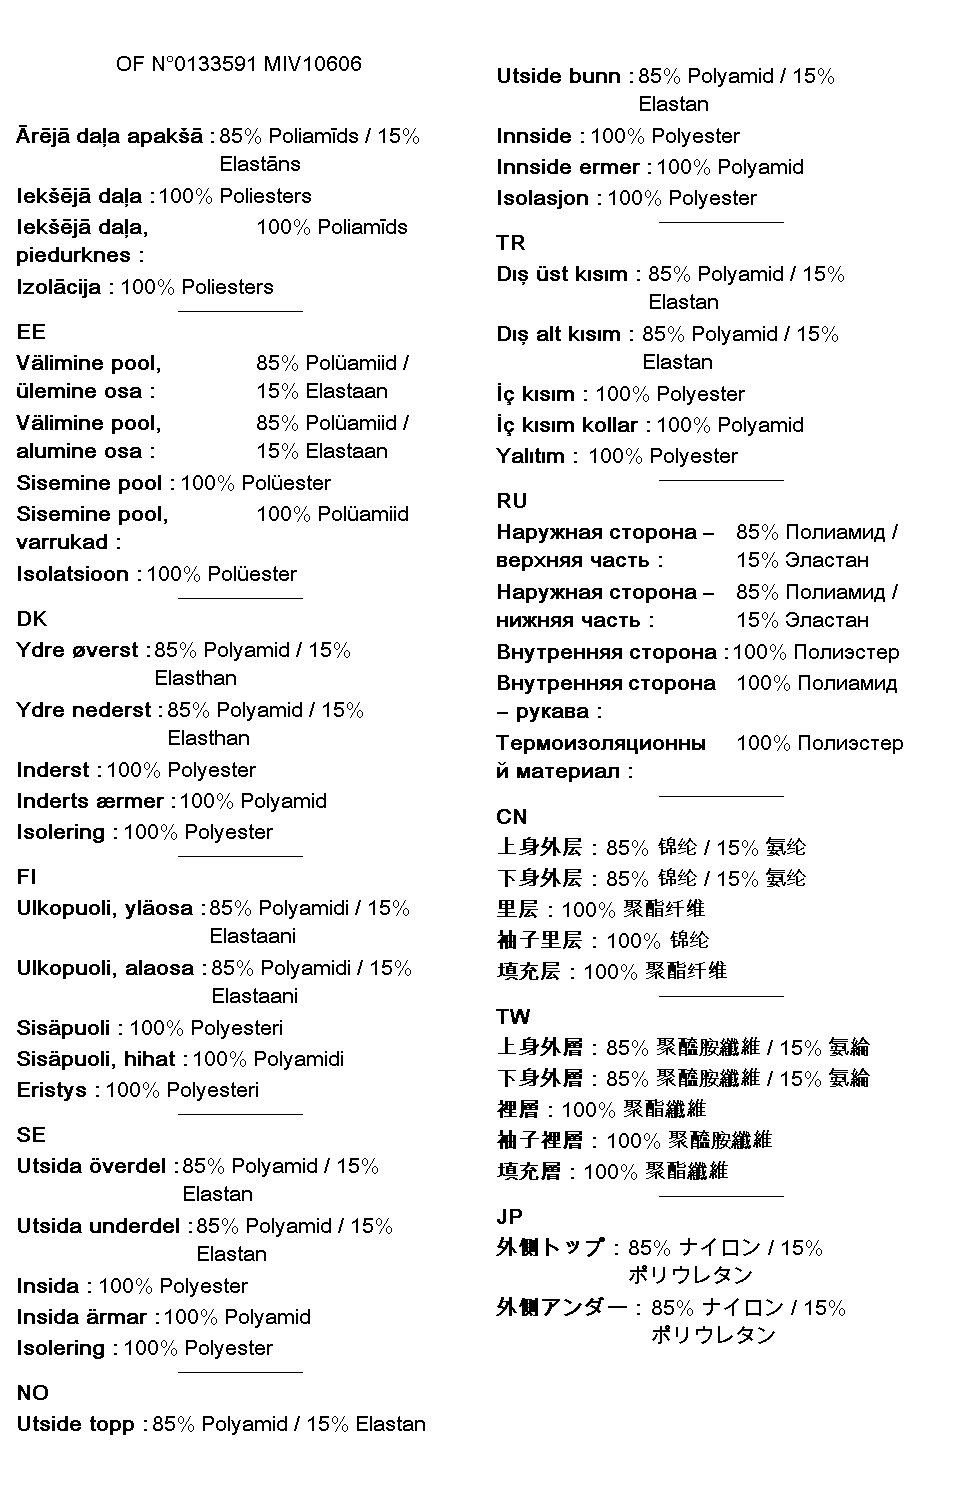 OF N°0133591 MIV10606
Ārējā daļa apakšā : 85% Poliamīds / 15%
Elastāns
Iekšējā daļa : 100% Poliesters
Iekšējā daļa, 100% Poliamīds
piedurknes :
Izolācija : 100% Poliesters
EE
Välimine pool, 85% Polüamiid /
ülemine osa : 15% Elastaan
Välimine pool, 85% Polüamiid /
alumine osa : 15% Elastaan
Sisemine pool : 100% Polüester
Sisemine pool, 100% Polüamiid
varrukad :
Isolatsioon : 100% Polüester
DK
Ydre øverst : 85% Polyamid / 15%
Elasthan
Ydre nederst : 85% Polyamid / 15%
Elasthan
Inderst : 100% Polyester
Inderts ærmer : 100% Polyamid
Isolering : 100% Polyester
FI
Ulkopuoli, yläosa : 85% Polyamidi / 15%
Elastaani
Ulkopuoli, alaosa : 85% Polyamidi / 15%
Elastaani
Sisäpuoli : 100% Polyesteri
Sisäpuoli, hihat : 100% Polyamidi
Eristys : 100% Polyesteri
SE
Utsida överdel : 85% Polyamid / 15%
Elastan
Utsida underdel : 85% Polyamid / 15%
Elastan
Insida : 100% Polyester
Insida ärmar : 100% Polyamid
Isolering : 100% Polyester
NO
Utside topp : 85% Polyamid / 15% Elastan
Utside bunn : 85% Polyamid / 15%
Elastan
Innside : 100% Polyester
Innside ermer : 100% Polyamid
Isolasjon : 100% Polyester
TR
Dış üst kısım : 85% Polyamid / 15%
Elastan
Dış alt kısım : 85% Polyamid / 15%
Elastan
İç kısım : 100% Polyester
İç kısım kollar : 100% Polyamid
Yalıtım : 100% Polyester
RU
Наружная сторона – 85% Полиамид /
верхняя часть : 15% Эластан
Наружная сторона – 85% Полиамид /
нижняя часть : 15% Эластан
Внутренняя сторона : 100% Полиэстер
Внутренняя сторона 100% Полиамид
– рукава :
Термоизоляционны 100% Полиэстер
й материал :
CN
上身外层 : 85% 锦纶 / 15% 氨纶
下身外层 : 85% 锦纶 / 15% 氨纶
里层 : 100% 聚酯纤维
袖子里层 : 100% 锦纶
填充层 : 100% 聚酯纤维
TW
上身外層 : 85% 聚醯胺纖維 / 15% 氨綸
下身外層 : 85% 聚醯胺纖維 / 15% 氨綸
裡層 : 100% 聚酯纖維
袖子裡層 : 100% 聚醯胺纖維
填充層 : 100% 聚酯纖維
JP
外側トップ : 85% ナイロン / 15%
ポリウレタン
外側アンダー : 85% ナイロン / 15%
ポリウレタン